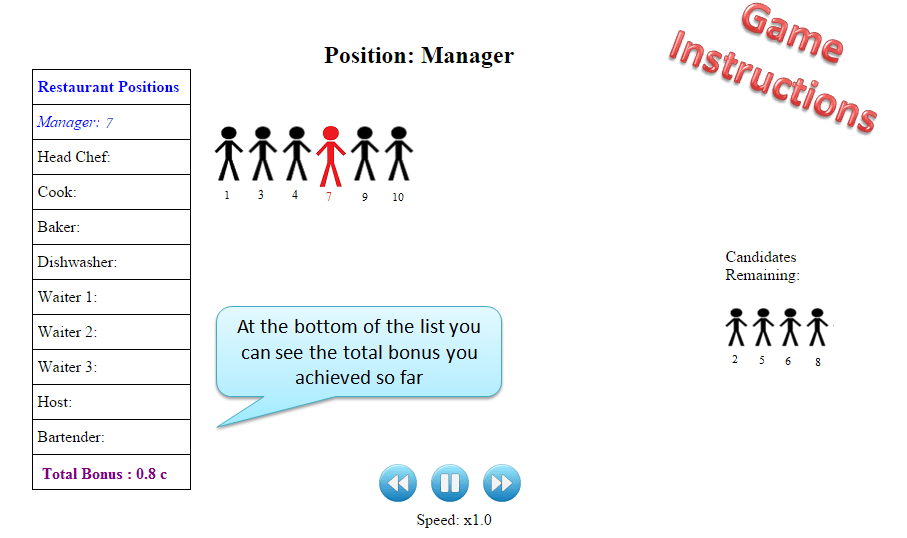 Game
Instructions
Position: Manager
Restaurant Positions
Manager: 7
Head Chef:
Cook:
Baker:
Dishwasher:
Waiter 1:
Waiter 2:
Waiter 3:
Host:
Bartender:
Total Bonus : 0.8 c
1 3 4 7 9 10
At the bottom of the list you
can see the total bonus you
achieved so far
Candidates
Remaining:
2 5 6 8
Speed: x1.0